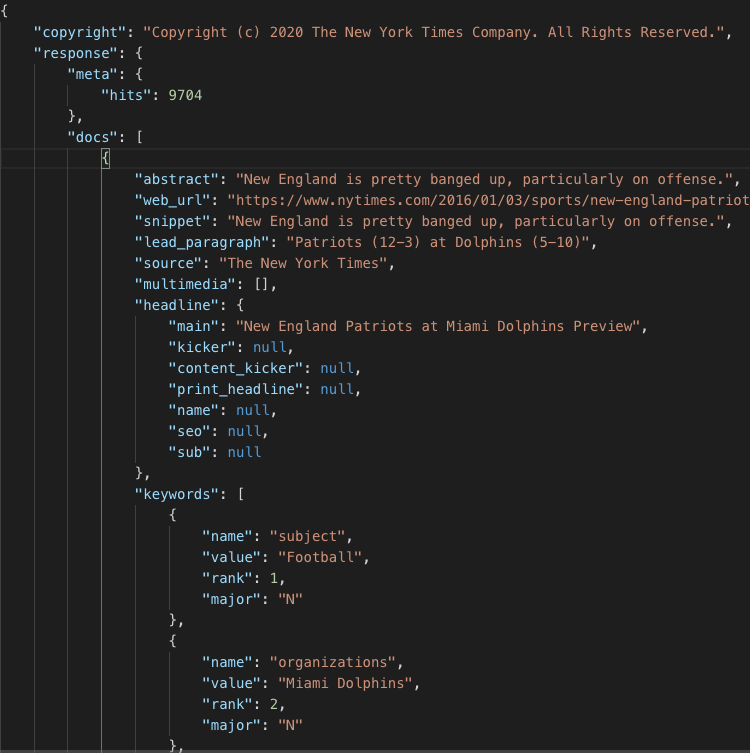 {
    "copyright": "Copyright (c) 2020 The New York Times Company. All Rights Reserved.",
    "response": {
        "meta": {
            "hits": 9704
        },
        "docs": [
            {
                "abstract": "New England is pretty banged up, particularly on offense.",
                "web_url": "https://www.nytimes.com/2016/01/03/sports/new-england-patriot
                "snippet": "New England is pretty banged up, particularly on offense.",
                "lead_paragraph": "Patriots (12-3) at Dolphins (5-10)",
                "source": "The New York Times",
                "multimedia": [],
                "headline": {
                    "main": "New England Patriots at Miami Dolphins Preview",
                    "kicker": null,
                    "content_kicker": null,
                    "print_headline": null,
                    "name": null,
                    "seo": null,
                    "sub": null
                },
                "keywords": [
                    {
                        "name": "subject",
                        "value": "Football",
                        "rank": 1,
                        "major": "N"
                    },
                    {
                        "name": "organizations",
                        "value": "Miami Dolphins",
                        "rank": 2,
                        "major": "N"
                    },